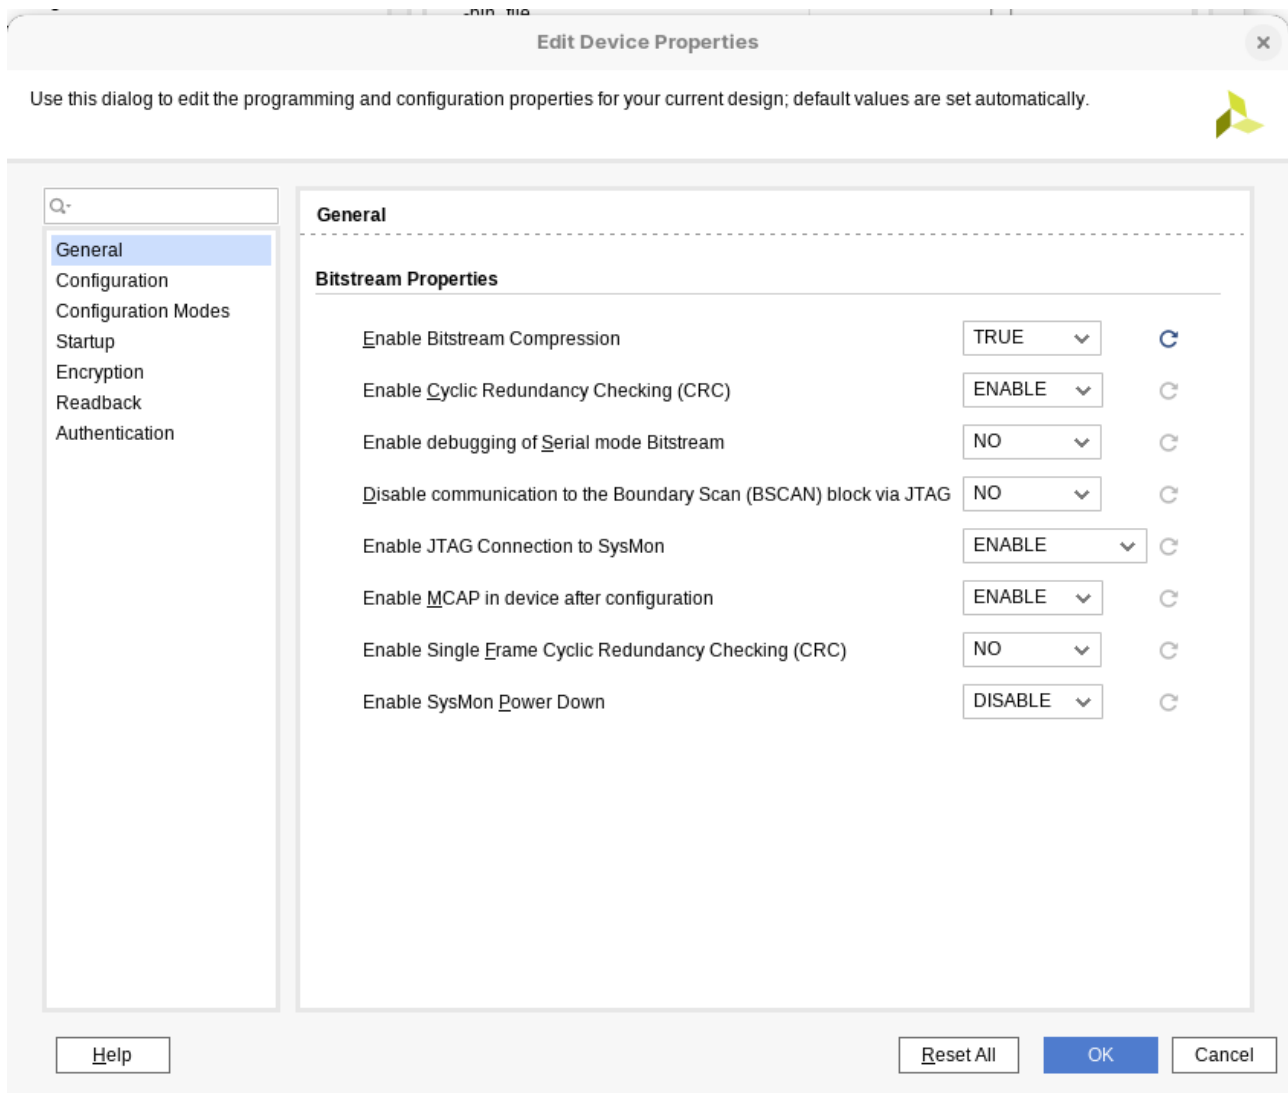 -bin_file
Edit Device Properties
Use this dialog to edit the programming and configuration properties for your current design; default values are set automatically.
General
Configuration
Configuration Modes
Startup
Encryption
Readback
Authentication
General
Bitstream Properties
Enable Bitstream Compression TRUE
Enable Cyclic Redundancy Checking (CRC) ENABLE
Enable debugging of Serial mode Bitstream NO
Disable communication to the Boundary Scan (BSCAN) block via JTAG NO
Enable JTAG Connection to SysMon ENABLE
Enable MCAP in device after configuration ENABLE
Enable Single Frame Cyclic Redundancy Checking (CRC) NO
Enable SysMon Power Down DISABLE
Help Reset All OK Cancel